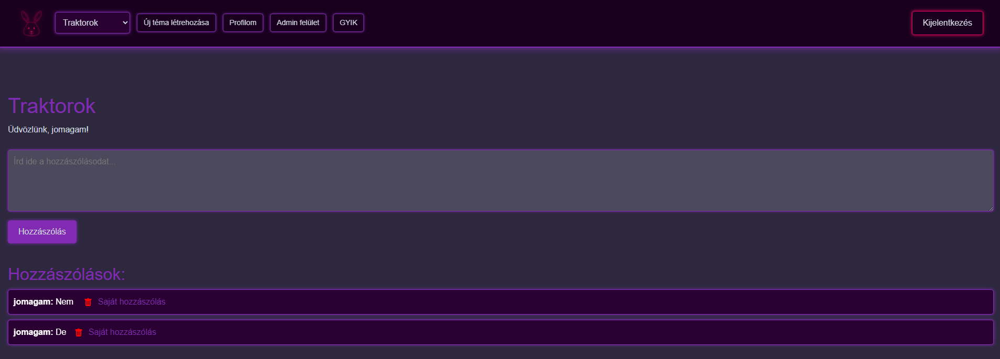 Traktorok
Új téma létrehozása
Profilom
Admin felület
GYIK
Kijelentkezés
Traktorok
Üdvözlünk, jomagam!
Írd ide a hozzászólásodat...
Hozzászólás
Hozzászólások:
jomagam: Nem Saját hozzászólás
jomagam: De Saját hozzászólás